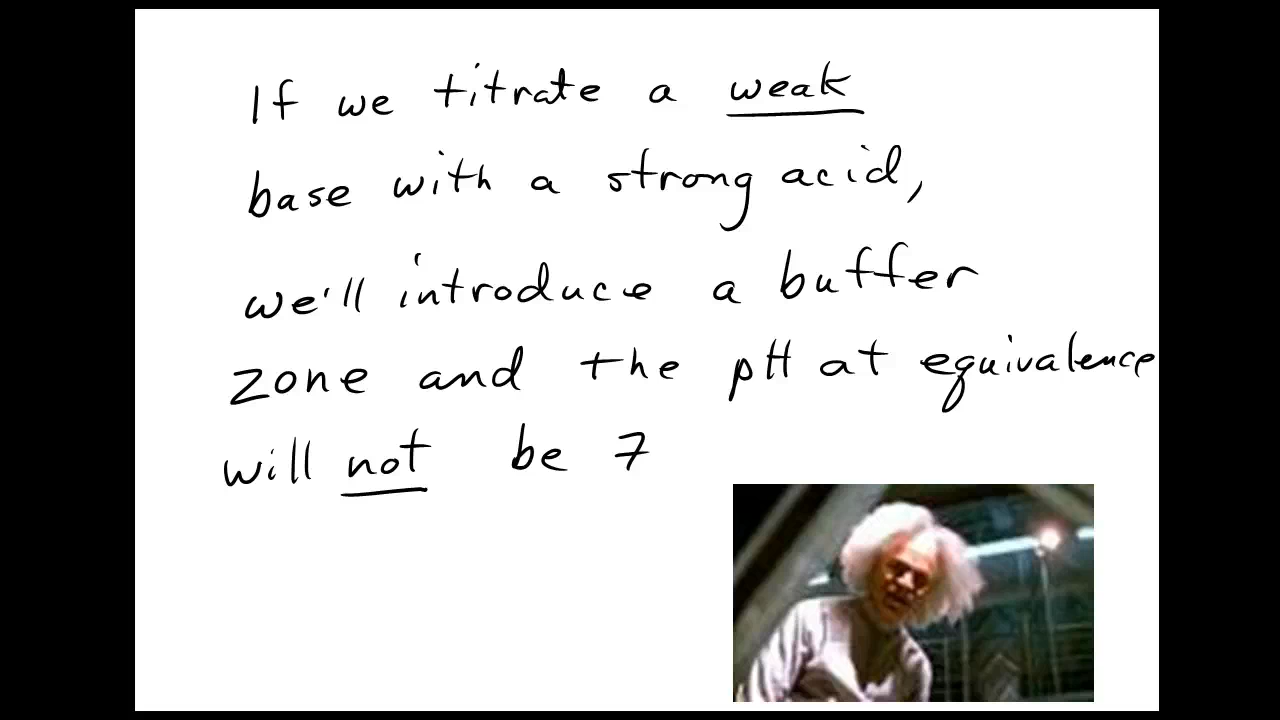 If we titrate a weak
base with a strong acid,
we'll introduce a buffer
zone and the pH at equivalence
will not be 7